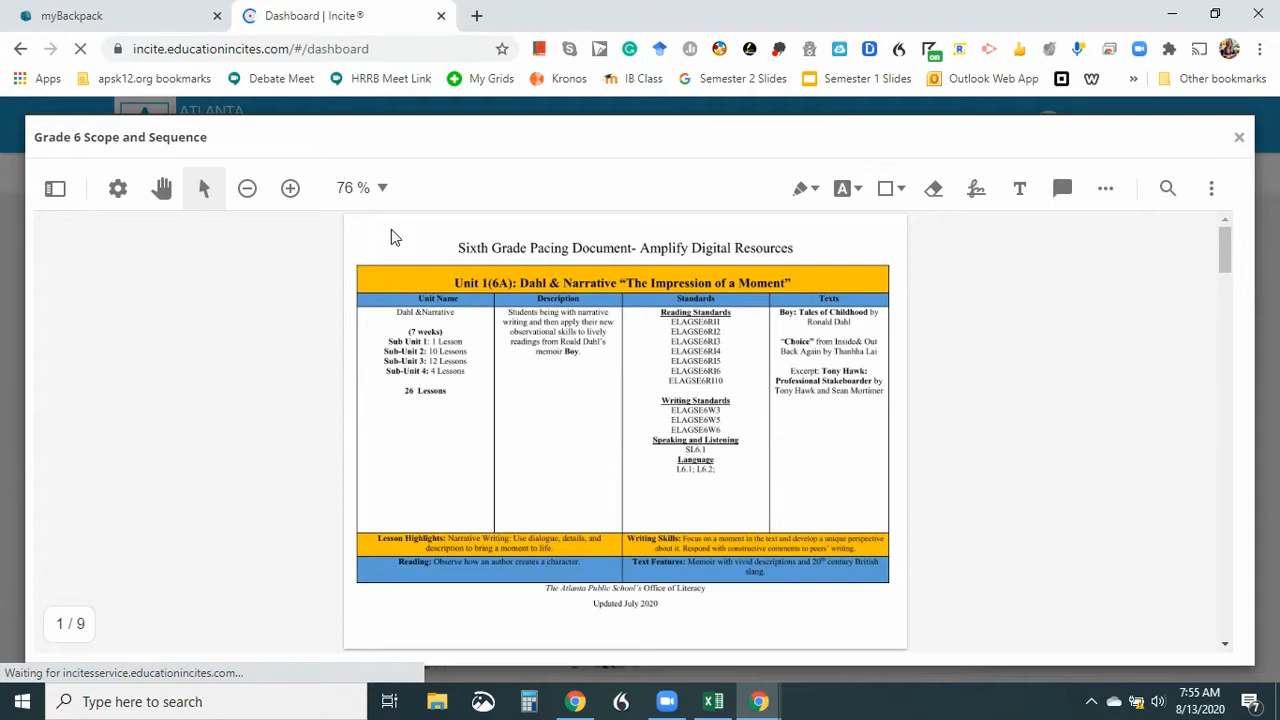 myBackpack
Dashboard | Incite®
incite.educationincites.com/#/dashboard
on
Apps
apsk12.org bookmarks
Debate Meet
HRRB Meet Link
My Grids
Kronos
IB Class
Semester 2 Slides
Semester 1 Slides
Outlook Web App
»
Other bookmarks
ATLANTA
Grade 6 Scope and Sequence
76 %
Sixth Grade Pacing Document- Amplify Digital Resources
Unit 1(6A): Dahl & Narrative “The Impression of a Moment”
Unit Name
Description
Standards
Texts
Dahl &Narrative
(7 weeks)
Sub Unit 1: 1 Lesson
Sub-Unit 2: 10 Lessons
Sub-Unit 3: 12 Lessons
Sub-Unit 4: 4 Lessons
26 Lessons
Students being with narrative
writing and then apply their new
observational skills to lively
readings from Roald Dahl’s
memoir Boy.
Reading Standards
ELAGSE6RI1
ELAGSE6RI2
ELAGSE6RI3
ELAGSE6RI4
ELAGSE6RI5
ELAGSE6RI6
ELAGSE6RI10
Writing Standards
ELAGSE6W3
ELAGSE6W5
ELAGSE6W6
Speaking and Listening
SL6.1
Language
L6.1; L6.2;
Boy: Tales of Childhood by
Ronald Dahl
“Choice” from Inside& Out
Back Again by Thanhha Lai
Excerpt: Tony Hawk:
Professional Stakeboarder by
Tony Hawk and Sean Mortimer
Lesson Highlights: Narrative Writing: Use dialogue, details, and
description to bring a moment to life.
Writing Skills: Focus on a moment in the text and develop a unique perspective
about it. Respond with constructive comments to peers’ writing.
Reading: Observe how an author creates a character.
Text Features: Memoir with vivid descriptions and 20th century British
slang.
The Atlanta Public School’s Office of Literacy
Updated July 2020
1 / 9
Waiting for incitesservice.educationincites.com...
Type here to search
7:55 AM
8/13/2020
7